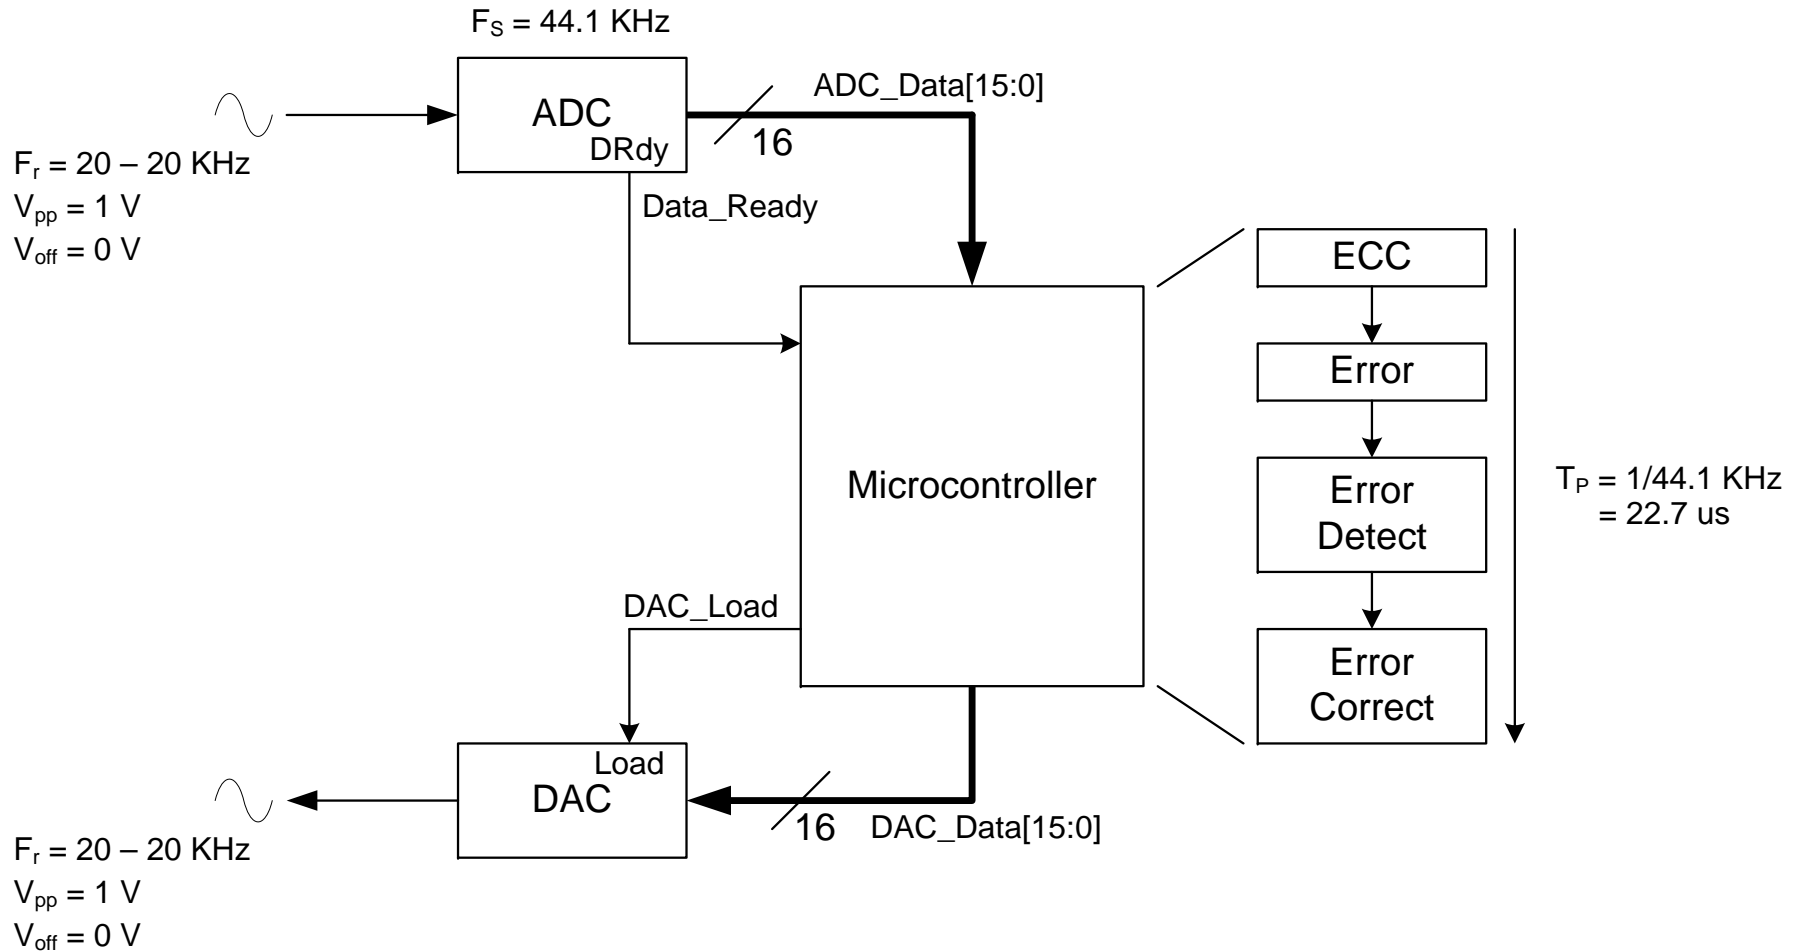 F_S = 44.1 KHz
ADC
DRdy
ADC_Data[15:0]
16
F_r = 20 – 20 KHz
V_pp = 1 V
V_off = 0 V
Data_Ready
ECC
Error
Error
Detect
Error
Correct
T_P = 1/44.1 KHz
= 22.7 us
Microcontroller
DAC_Load
Load
DAC
16
DAC_Data[15:0]
F_r = 20 – 20 KHz
V_pp = 1 V
V_off = 0 V